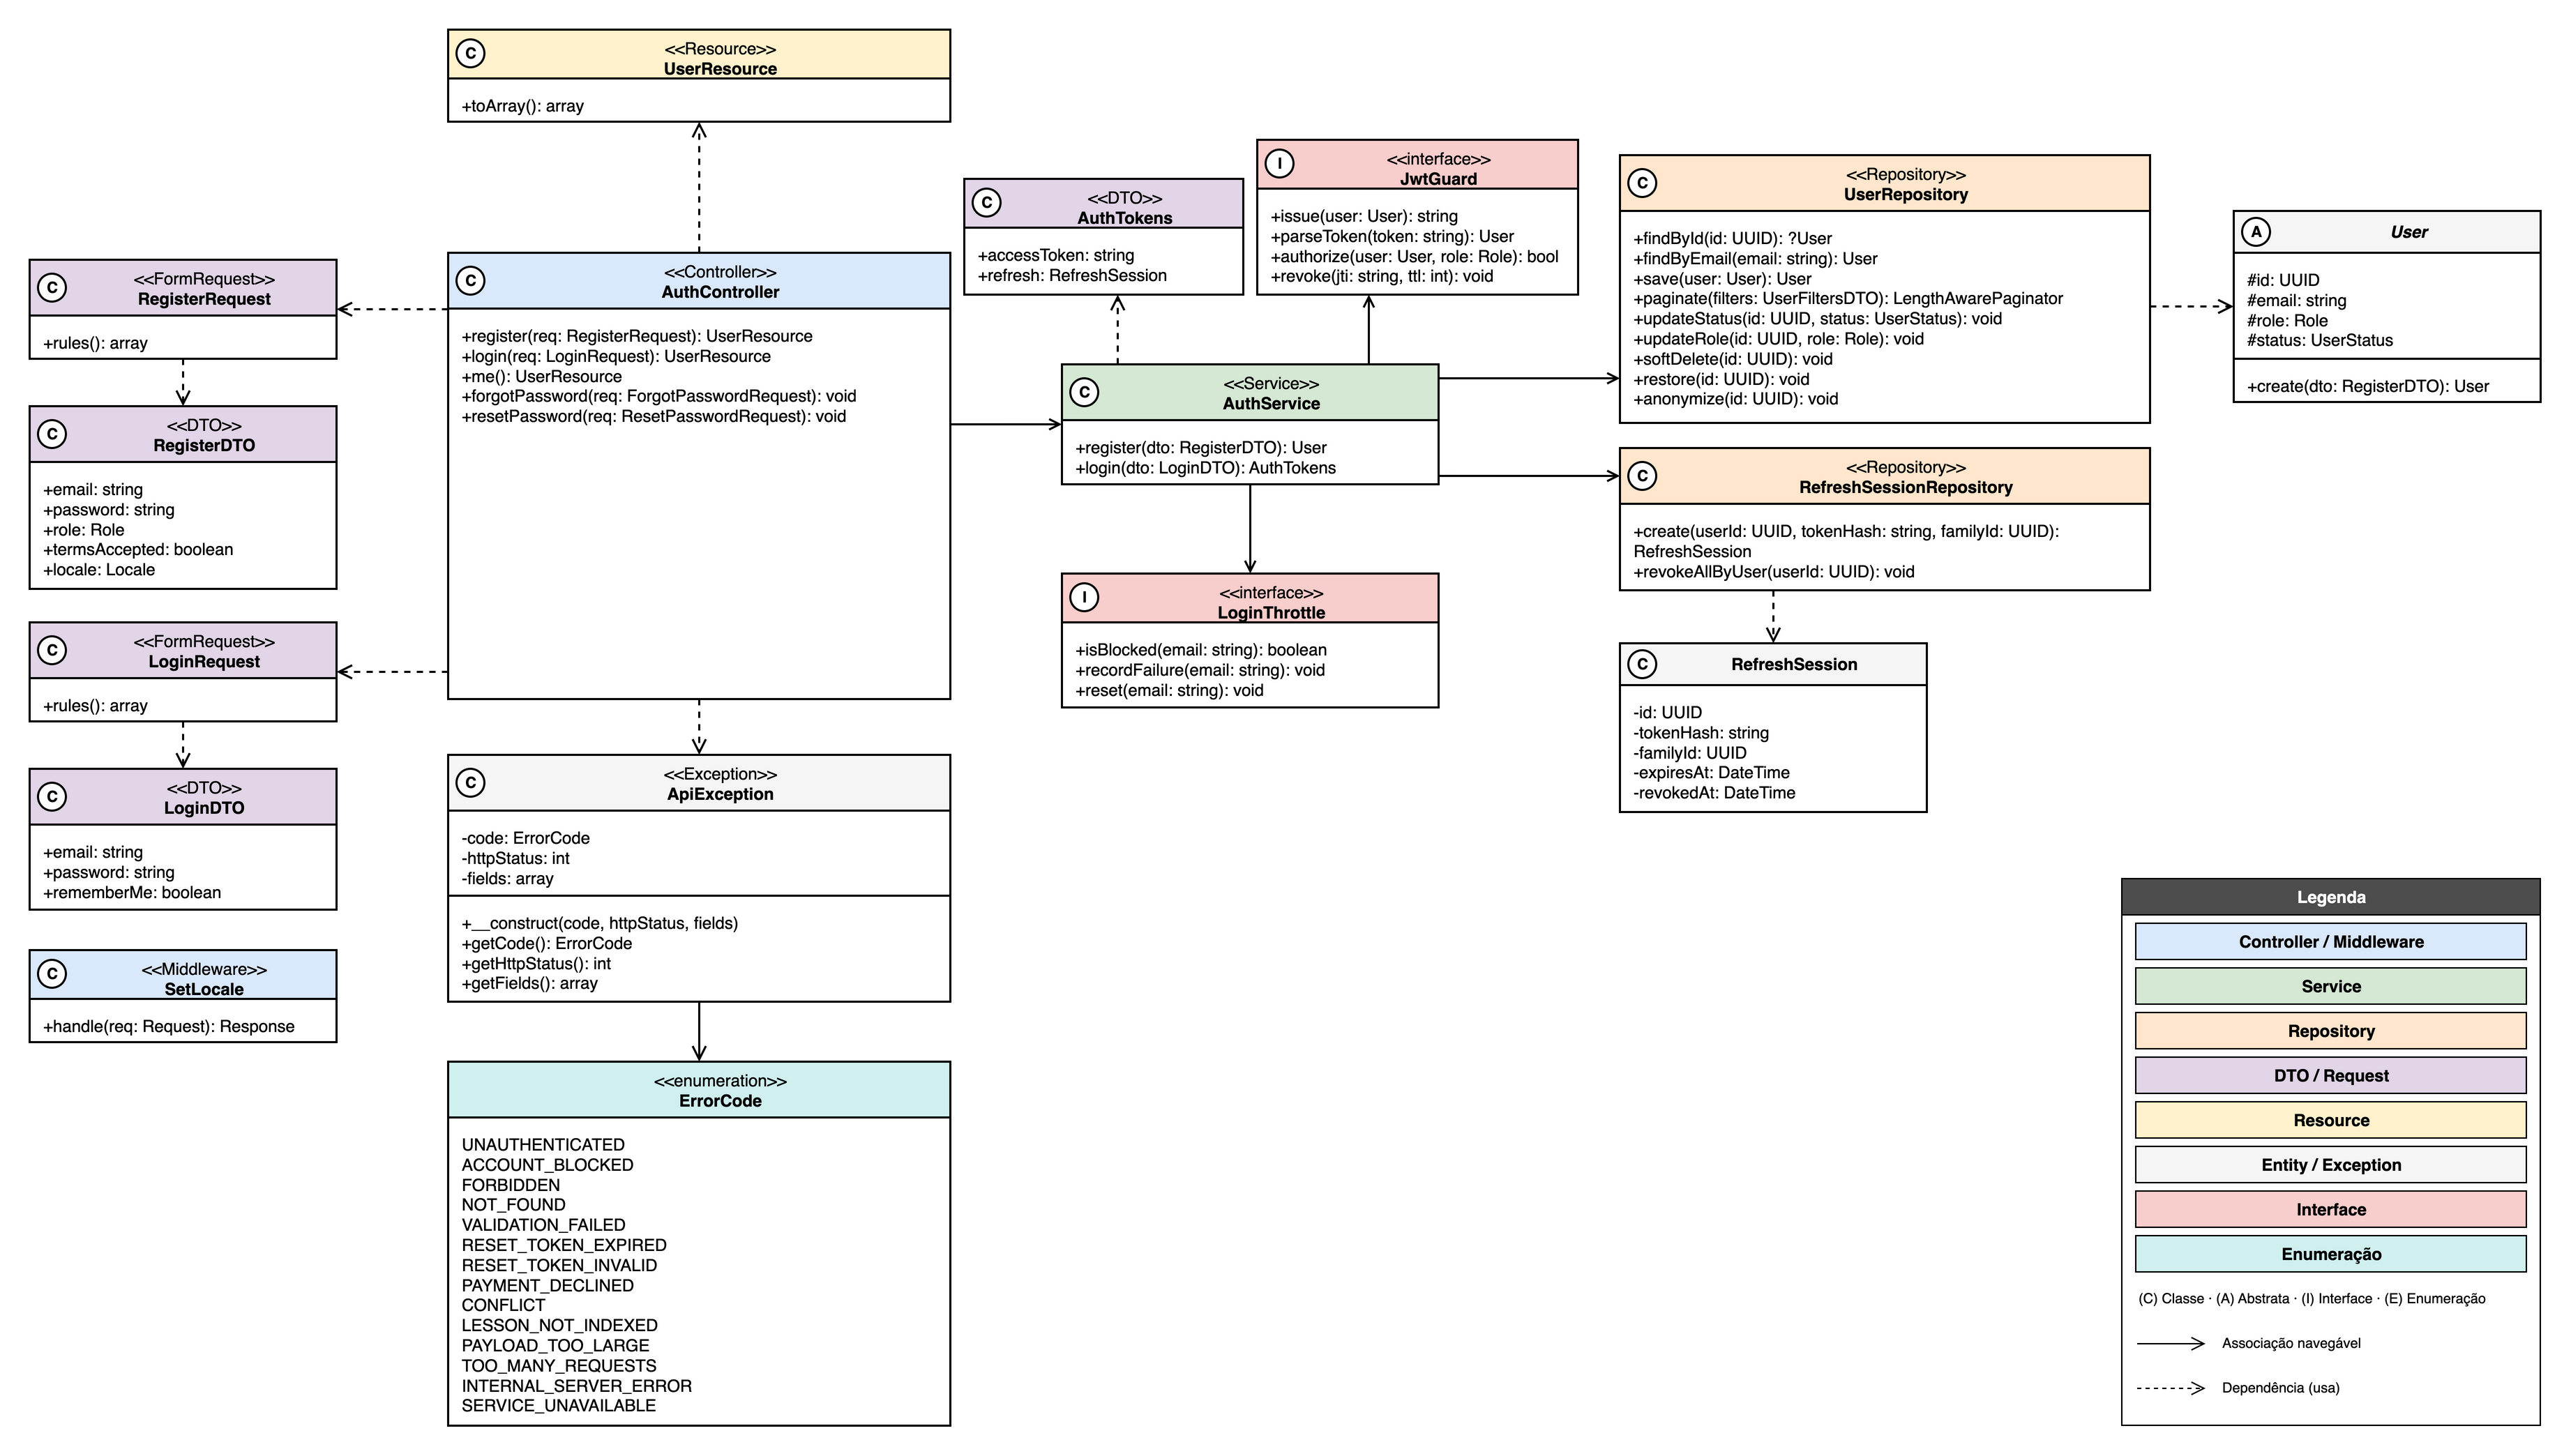 C
<<Resource>>
UserResource
+toArray(): array
C
<<FormRequest>>
RegisterRequest
+rules(): array
C
<<DTO>>
RegisterDTO
+email: string
+password: string
+role: Role
+termsAccepted: boolean
+locale: Locale
C
<<FormRequest>>
LoginRequest
+rules(): array
C
<<DTO>>
LoginDTO
+email: string
+password: string
+rememberMe: boolean
C
<<Middleware>>
SetLocale
+handle(req: Request): Response
C
<<Controller>>
AuthController
+register(req: RegisterRequest): UserResource
+login(req: LoginRequest): UserResource
+me(): UserResource
+forgotPassword(req: ForgotPasswordRequest): void
+resetPassword(req: ResetPasswordRequest): void
C
<<Exception>>
ApiException
-code: ErrorCode
-httpStatus: int
-fields: array
+__construct(code, httpStatus, fields)
+getCode(): ErrorCode
+getHttpStatus(): int
+getFields(): array
<<enumeration>>
ErrorCode
UNAUTHENTICATED
ACCOUNT_BLOCKED
FORBIDDEN
NOT_FOUND
VALIDATION_FAILED
RESET_TOKEN_EXPIRED
RESET_TOKEN_INVALID
PAYMENT_DECLINED
CONFLICT
LESSON_NOT_INDEXED
PAYLOAD_TOO_LARGE
TOO_MANY_REQUESTS
INTERNAL_SERVER_ERROR
SERVICE_UNAVAILABLE
C
<<DTO>>
AuthTokens
+accessToken: string
+refresh: RefreshSession
I
<<interface>>
JwtGuard
+issue(user: User): string
+parseToken(token: string): User
+authorize(user: User, role: Role): bool
+revoke(jti: string, ttl: int): void
C
<<Service>>
AuthService
+register(dto: RegisterDTO): User
+login(dto: LoginDTO): AuthTokens
I
<<interface>>
LoginThrottle
+isBlocked(email: string): boolean
+recordFailure(email: string): void
+reset(email: string): void
C
<<Repository>>
UserRepository
+findById(id: UUID): ?User
+findByEmail(email: string): User
+save(user: User): User
+paginate(filters: UserFiltersDTO): LengthAwarePaginator
+updateStatus(id: UUID, status: UserStatus): void
+updateRole(id: UUID, role: Role): void
+softDelete(id: UUID): void
+restore(id: UUID): void
+anonymize(id: UUID): void
C
<<Repository>>
RefreshSessionRepository
+create(userId: UUID, tokenHash: string, familyId: UUID):
RefreshSession
+revokeAllByUser(userId: UUID): void
C
RefreshSession
-id: UUID
-tokenHash: string
-familyId: UUID
-expiresAt: DateTime
-revokedAt: DateTime
A
User
#id: UUID
#email: string
#role: Role
#status: UserStatus
+create(dto: RegisterDTO): User
Legenda
Controller / Middleware
Service
Repository
DTO / Request
Resource
Entity / Exception
Interface
Enumeração
(C) Classe · (A) Abstrata · (I) Interface · (E) Enumeração
Associação navegável
Dependência (usa)